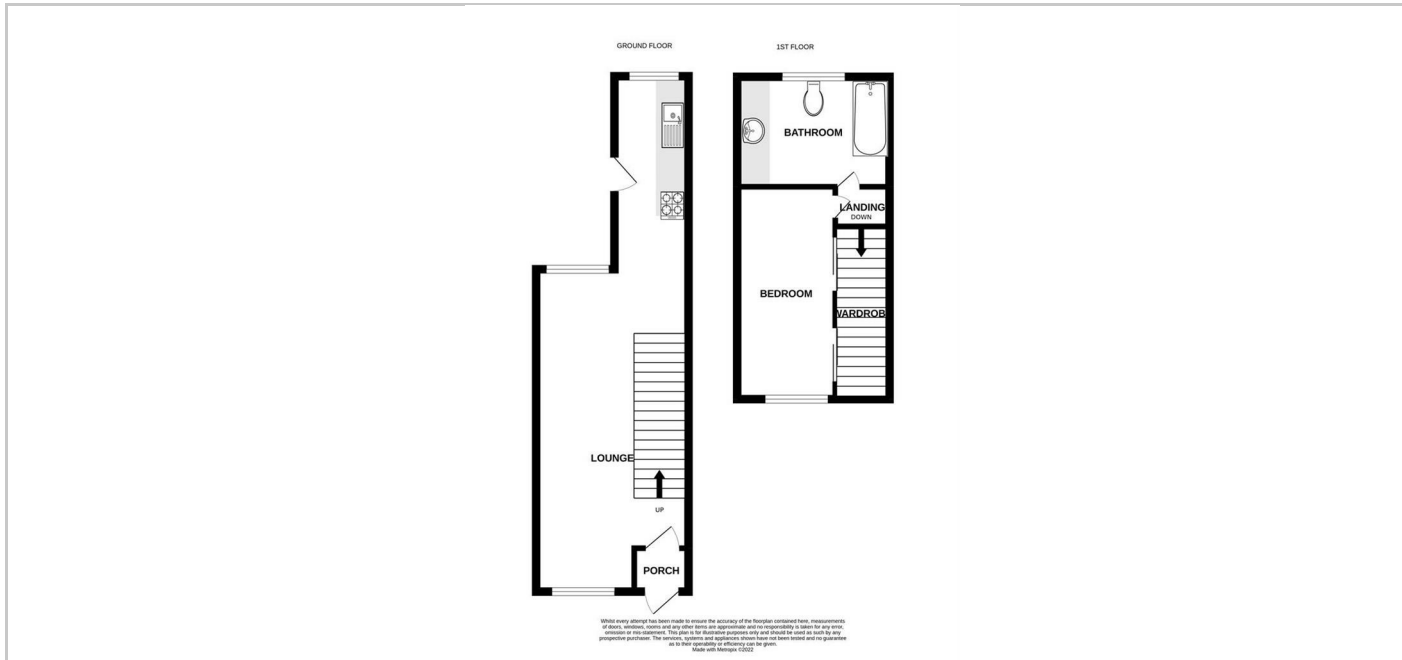 GROUND FLOOR
1ST FLOOR
BATHROOM
LANDING
DOWN
BEDROOM
WARDROB
LOUNGE
UP
PORCH
Whilst every attempt has been made to ensure the accuracy of the floorplan contained here, measurements
of doors, windows, rooms and any other items are approximate and no responsibility is taken for any error,
omission or mis-statement. This plan is for illustrative purposes only and should be used as such by any
prospective purchaser. The services, systems and appliances shown have not been tested and no guarantee
as to their operability or efficiency can be given.
Made with Metropix ©2022